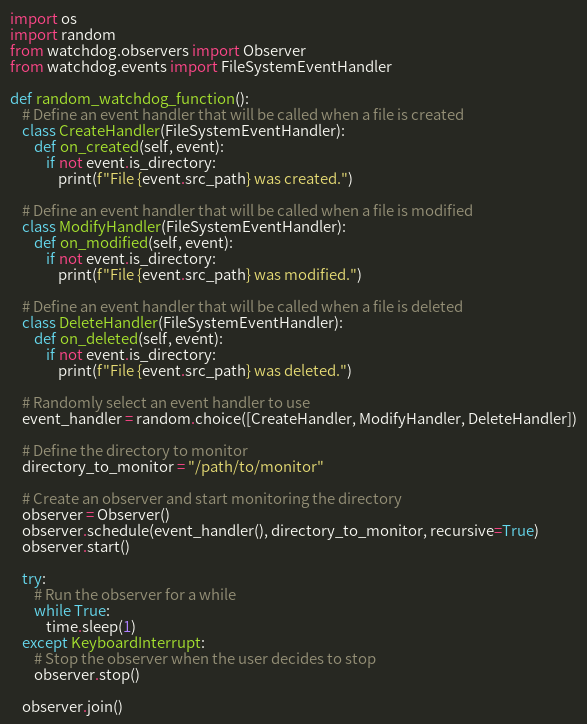 import os
import random
from watchdog.observers import Observer
from watchdog.events import FileSystemEventHandler

def random_watchdog_function():
    # Define an event handler that will be called when a file is created
    class CreateHandler(FileSystemEventHandler):
        def on_created(self, event):
            if not event.is_directory:
                print(f"File {event.src_path} was created.")

    # Define an event handler that will be called when a file is modified
    class ModifyHandler(FileSystemEventHandler):
        def on_modified(self, event):
            if not event.is_directory:
                print(f"File {event.src_path} was modified.")

    # Define an event handler that will be called when a file is deleted
    class DeleteHandler(FileSystemEventHandler):
        def on_deleted(self, event):
            if not event.is_directory:
                print(f"File {event.src_path} was deleted.")

    # Randomly select an event handler to use
    event_handler = random.choice([CreateHandler, ModifyHandler, DeleteHandler])

    # Define the directory to monitor
    directory_to_monitor = "/path/to/monitor"

    # Create an observer and start monitoring the directory
    observer = Observer()
    observer.schedule(event_handler(), directory_to_monitor, recursive=True)
    observer.start()

    try:
        # Run the observer for a while
        while True:
            time.sleep(1)
    except KeyboardInterrupt:
        # Stop the observer when the user decides to stop
        observer.stop()

    observer.join()